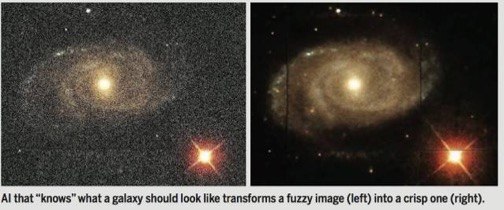 AI that “knows” what a galaxy should look like transforms a fuzzy image (left) into a crisp one (right).